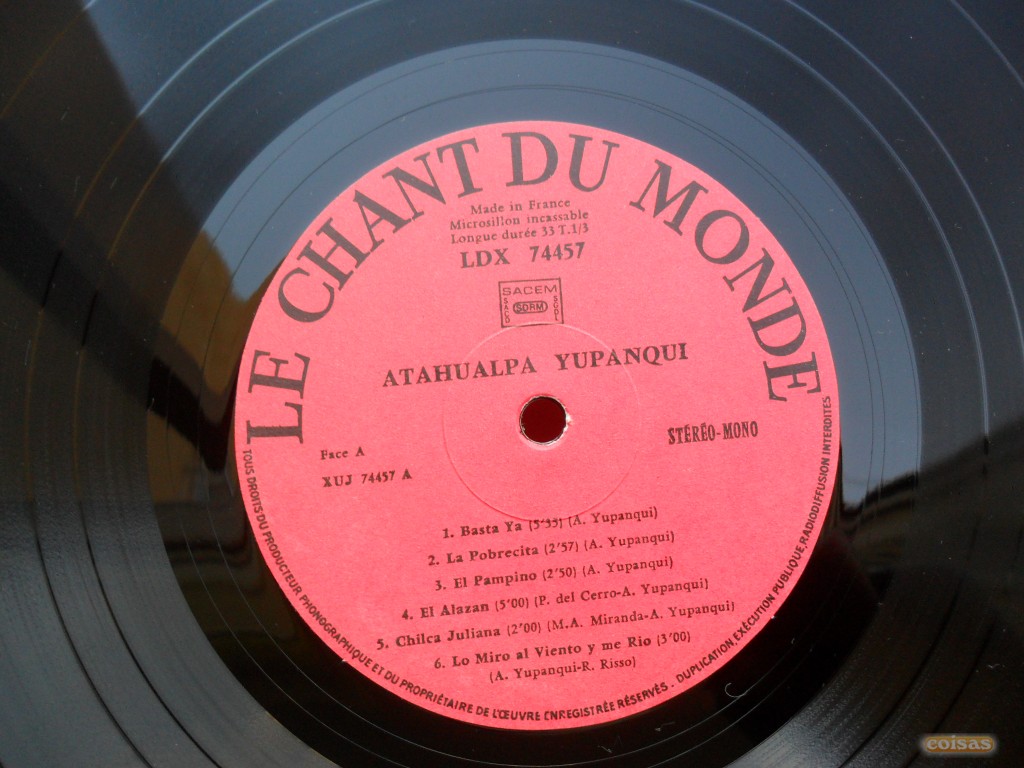 LE CHANT DU MONDE
Made in France
Microsillon incassable
Longue durée 33 T.1/3
LDX 74457
SACEM
SACD SDRM SGDL
ATAHUALPA YUPANQUI
STÉRÉO-MONO
Face A
XUJ 74457 A
1. Basta Ya (5'35) (A. Yupanqui)
2. La Pobrecita (2'57) (A. Yupanqui)
3. El Pampino (2'50) (A. Yupanqui)
4. El Alazan (5'00) (P. del Cerro-A. Yupanqui)
5. Chilca Juliana (2'00) (M.A. Miranda-A. Yupanqui)
6. Lo Miro al Viento y me Rio (3'00)
(A. Yupanqui-R. Risso)
TOUS DROITS DU PRODUCTEUR PHONOGRAPHIQUE ET DU PROPRIÉTAIRE DE L'ŒUVRE ENREGISTRÉE RÉSERVÉS. DUPLICATION, EXÉCUTION PUBLIQUE, RADIODIFFUSION INTERDITES
coisas